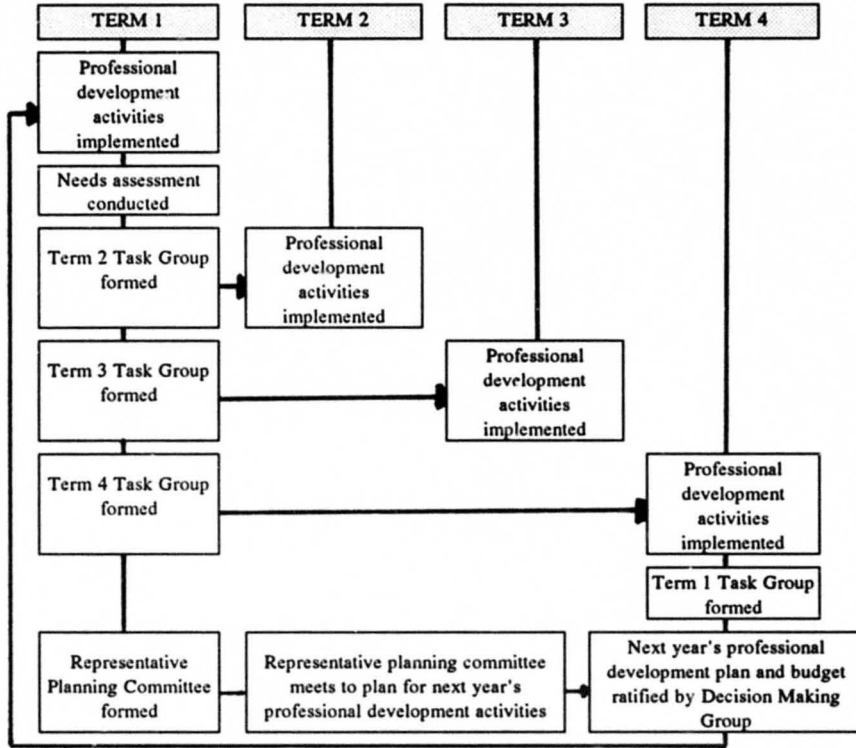 TERM 1
TERM 2
TERM 3
TERM 4
Professional
development
activities
implemented
Needs assessment
conducted
Term 2 Task Group
formed
Professional
development
activities
implemented
Term 3 Task Group
formed
Professional
development
activities
implemented
Term 4 Task Group
formed
Professional
development
activities
implemented
Term 1 Task Group
formed
Representative
Planning Committee
formed
Representative planning committee
meets to plan for next year's
professional development activities
Next year's professional
development plan and budget
ratified by Decision Making
Group